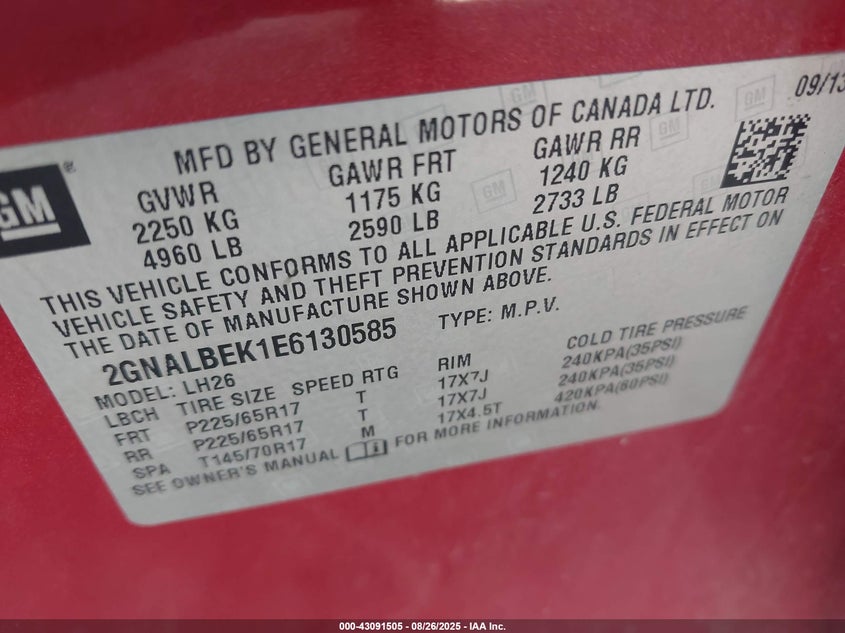 09/13
MFD BY GENERAL MOTORS OF CANADA LTD.
GM ®
GVWR GAWR FRT GAWR RR
2250 KG 1175 KG 1240 KG
4960 LB 2590 LB 2733 LB
THIS VEHICLE CONFORMS TO ALL APPLICABLE U.S. FEDERAL MOTOR
VEHICLE SAFETY AND THEFT PREVENTION STANDARDS IN EFFECT ON
THE DATE OF MANUFACTURE SHOWN ABOVE.
2GNALBEK1E6130585 TYPE: M.P.V.
MODEL: LH26
LBCH TIRE SIZE SPEED RTG RIM COLD TIRE PRESSURE
FRT P225/65R17 T 17X7J 240KPA(35PSI)
RR P225/65R17 T 17X7J 240KPA(35PSI)
SPA T145/70R17 M 17X4.5T 420KPA(60PSI)
SEE OWNER'S MANUAL FOR MORE INFORMATION.
000-43091505 - 08/26/2025 - IAA Inc.